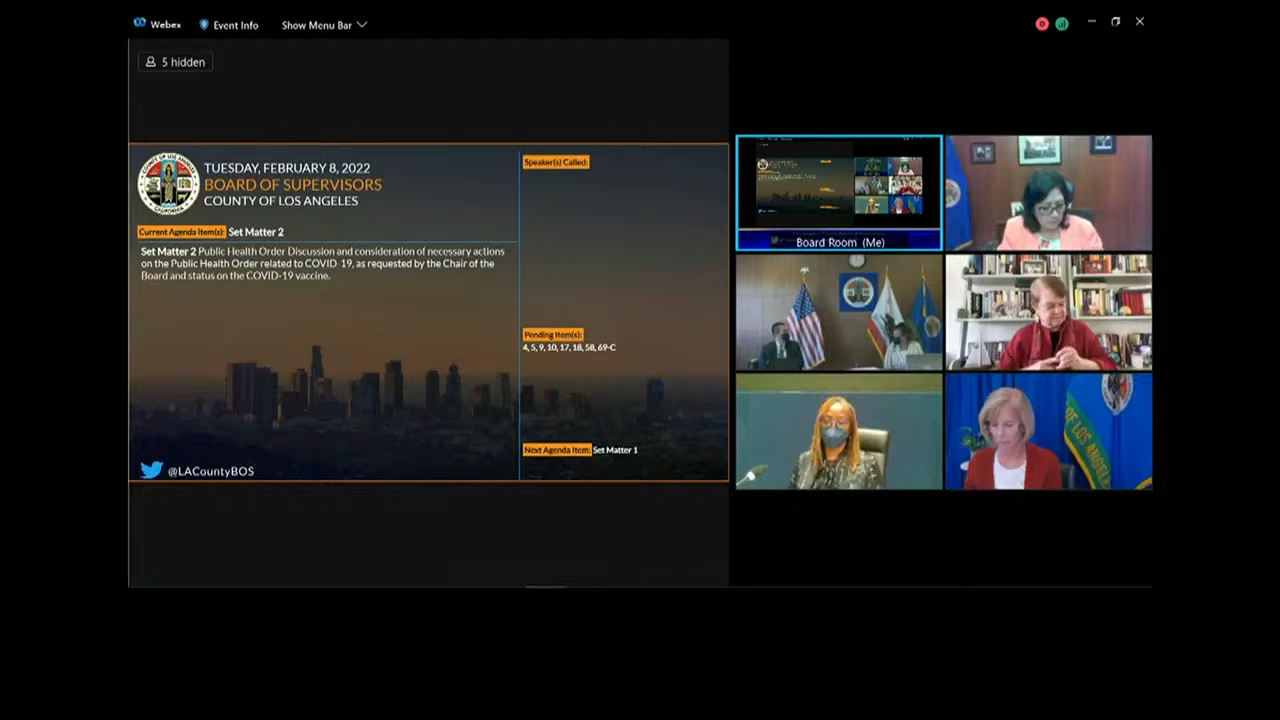 Webex
Event Info
Show Menu Bar
5 hidden
TUESDAY, FEBRUARY 8, 2022
BOARD OF SUPERVISORS
COUNTY OF LOS ANGELES
Current Agenda Item(s): Set Matter 2
Set Matter 2 Public Health Order Discussion and consideration of necessary actions
on the Public Health Order related to COVID-19, as requested by the Chair of the
Board and status on the COVID-19 vaccine.
@LACountyBOS
Speaker(s) Called:
Pending Item(s):
4, 5, 9, 10, 17, 18, 58, 69-C
Next Agenda Item: Set Matter 1
Board Room (Me)
OF LOS ANGELES